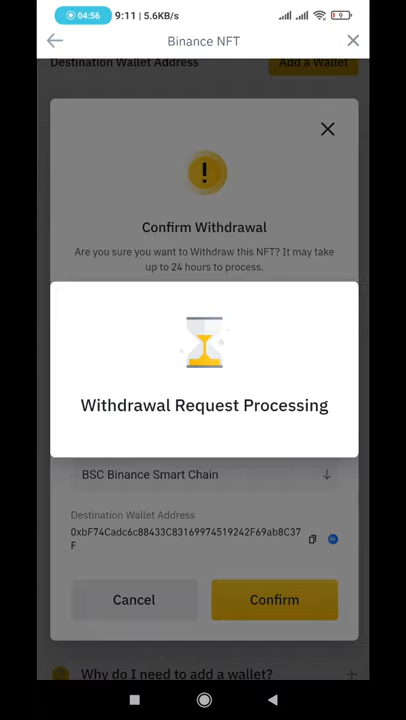 04:56 9:11 | 5.6KB/s 9
Binance NFT
Destination Wallet Address Add a Wallet
Confirm Withdrawal
Are you sure you want to Withdraw this NFT? It may take
up to 24 hours to process.
Withdrawal Request Processing
BSC Binance Smart Chain
Destination Wallet Address
0xbF74Cadc6c88433C83169974519242F69ab8C37
F
Cancel Confirm
Why do I need to add a wallet?